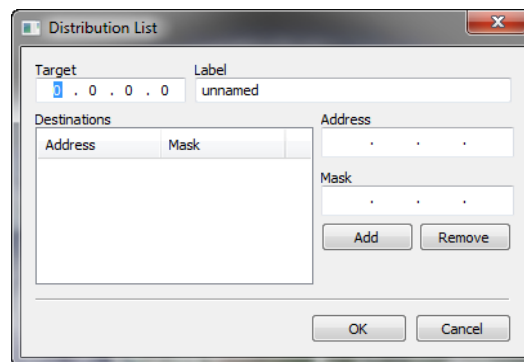 Distribution List
Target Label
0 . 0 . 0 . 0 unnamed
Destinations Address
Address Mask
. . .
Mask
. . .
Add Remove
OK Cancel